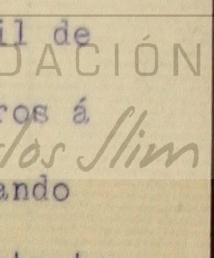 il de
DACIÓN
ros á
los Slim
ando